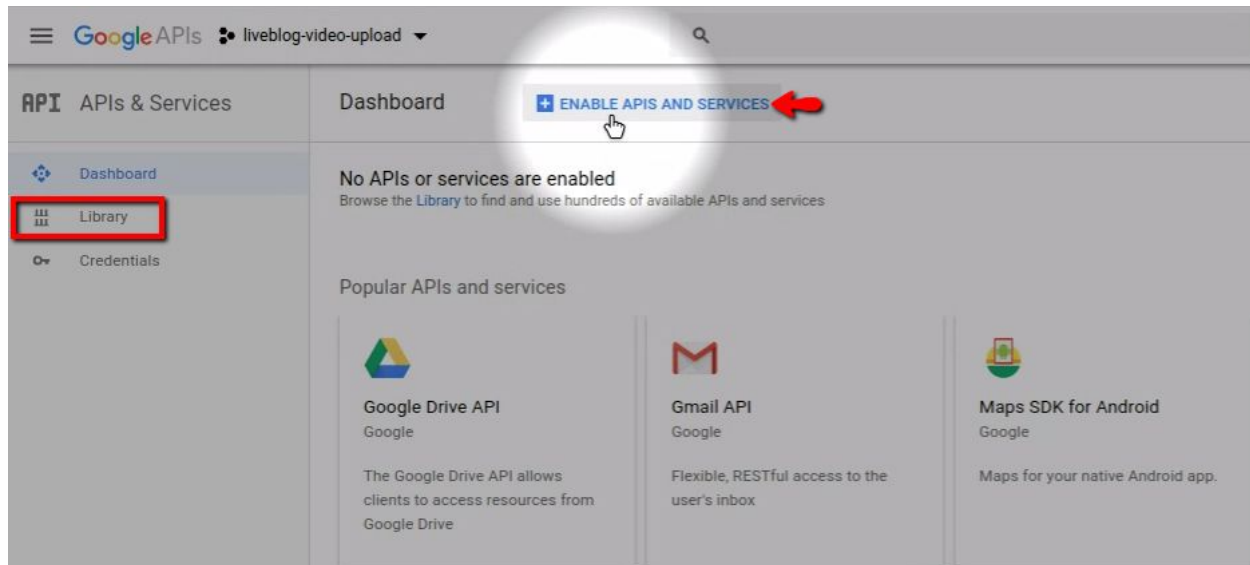 Google APIs liveblog-video-upload
API APIs & Services
Dashboard
ENABLE APIS AND SERVICES
Dashboard
Library
Credentials
No APIs or services are enabled
Browse the Library to find and use hundreds of available APIs and services
Popular APIs and services
Google Drive API
Google
The Google Drive API allows
clients to access resources from
Google Drive
Gmail API
Google
Flexible, RESTful access to the
user's inbox
Maps SDK for Android
Google
Maps for your native Android app.